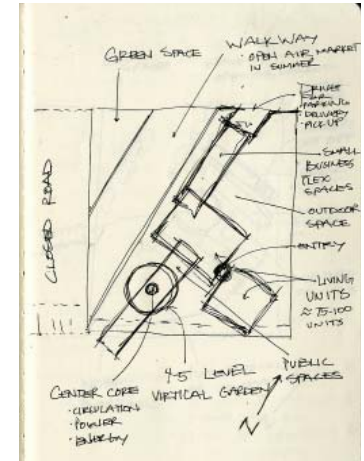 GREEN SPACE
WALKWAY
· OPEN AIR MARKET
IN SUMMER
DRIVE
FOR
PARKING
· DELIVERY
· PICK UP
SMALL
BUSINESS
FLEX
SPACES
OUTDOOR
SPACE
ENTRY
CLOSED ROAD
LIVING
UNITS
≈ 75-100
UNITS
PUBLIC
SPACES
4-5 LEVEL
VIRTICAL GARDEN
CENTER CORE
· CIRCULATION
· POWER
· ENERGY
N